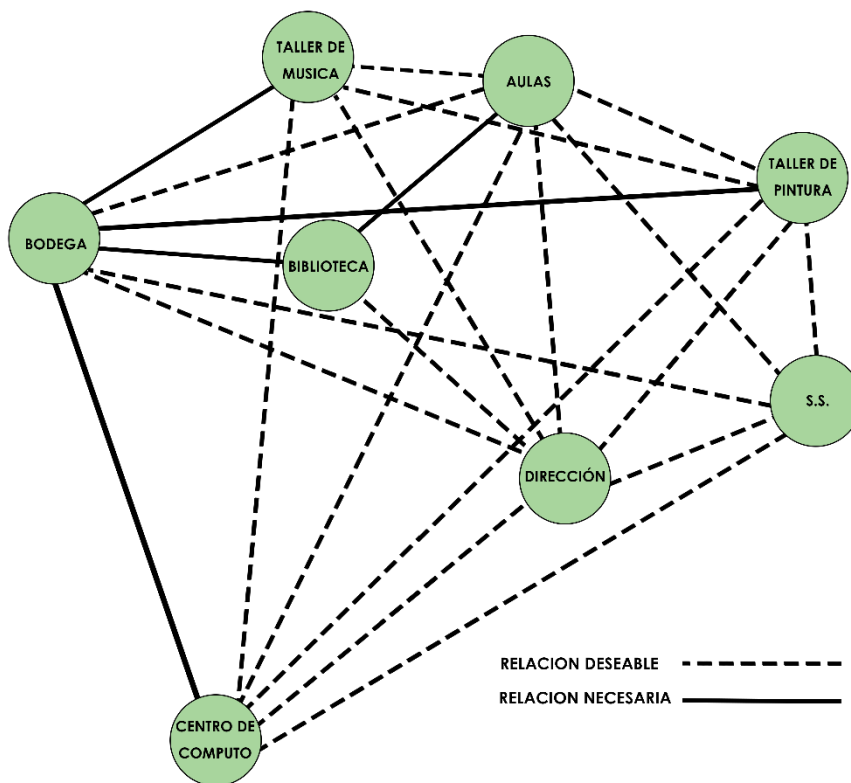 TALLER DE
MUSICA
AULAS
TALLER DE
PINTURA
BODEGA
BIBLIOTECA
S.S.
DIRECCIÓN
RELACION DESEABLE
RELACION NECESARIA
CENTRO DE
COMPUTO